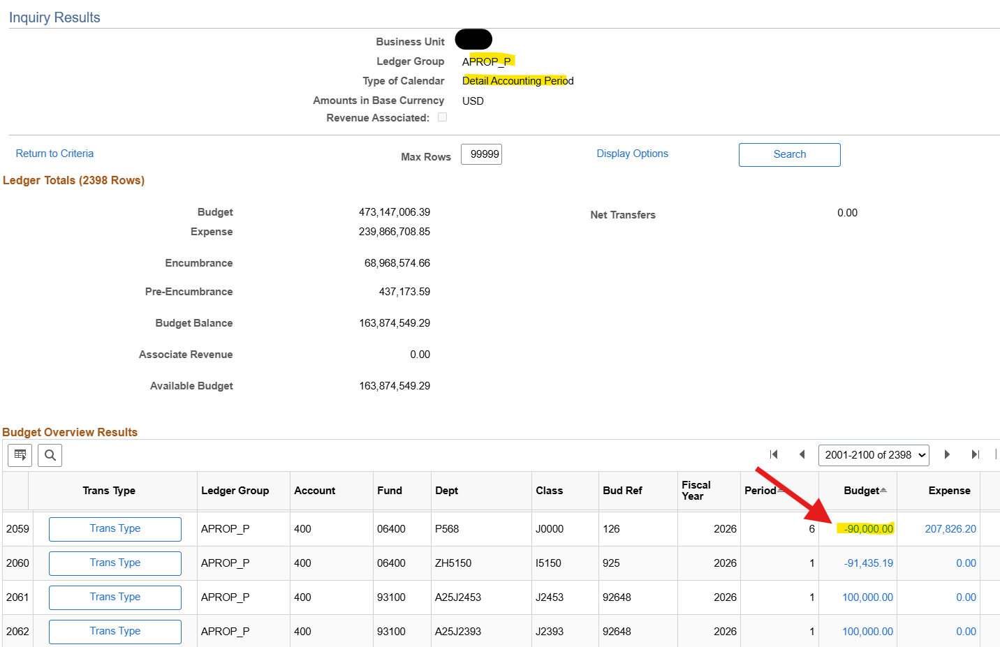 Inquiry Results
Business Unit
Ledger Group APROP_P
Type of Calendar Detail Accounting Period
Amounts in Base Currency USD
Revenue Associated:
Return to Criteria Max Rows 99999 Display Options Search
Ledger Totals (2398 Rows)
Budget 473,147,006.39 Net Transfers 0.00
Expense 239,866,708.85
Encumbrance 68,968,574.66
Pre-Encumbrance 437,173.59
Budget Balance 163,874,549.29
Associate Revenue 0.00
Available Budget 163,874,549.29
Budget Overview Results
2001-2100 of 2398
Trans Type Ledger Group Account Fund Dept Class Bud Ref Fiscal Year Period Budget Expense
2059 Trans Type APROP_P 400 06400 P568 J0000 126 2026 6 -90,000.00 207,826.20
2060 Trans Type APROP_P 400 06400 ZH5150 I5150 925 2026 1 -91,435.19 0.00
2061 Trans Type APROP_P 400 93100 A25J2453 J2453 92648 2026 1 100,000.00 0.00
2062 Trans Type APROP_P 400 93100 A25J2393 J2393 92648 2026 1 100,000.00 0.00